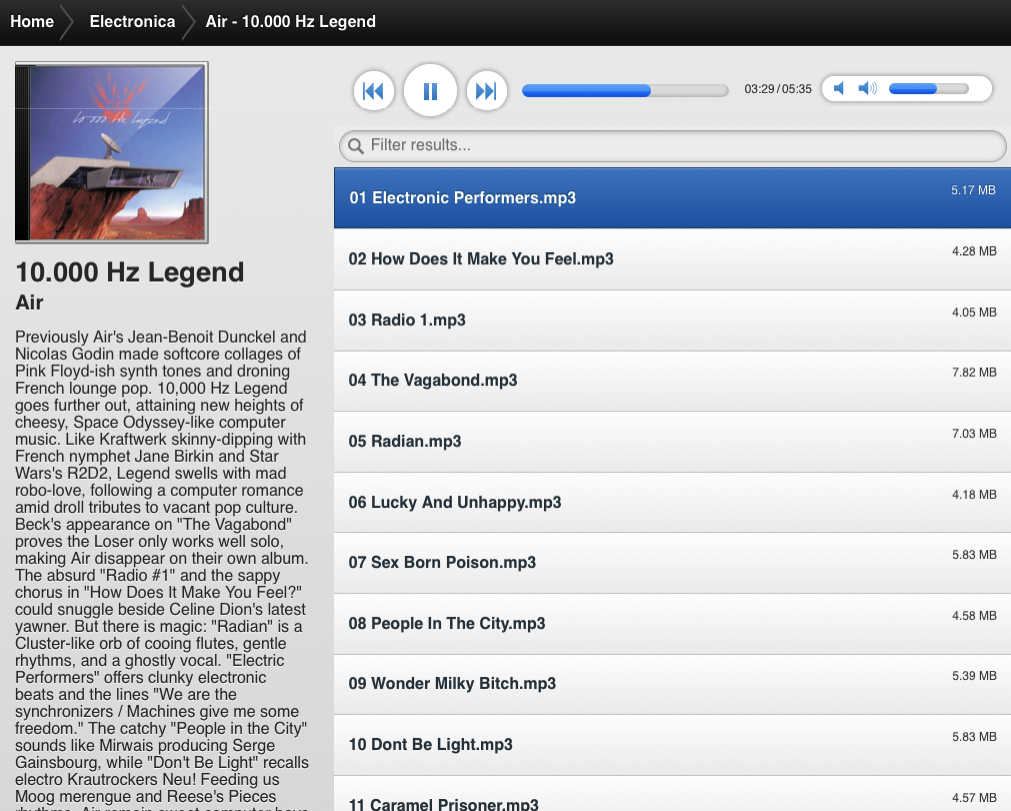 Home
Electronica
Air - 10.000 Hz Legend
10 000 Hz Legend
03:29/05:35
Filter results...
10.000 Hz Legend
Air
Previously Air's Jean-Benoit Dunckel and
Nicolas Godin made softcore collages of
Pink Floyd-ish synth tones and droning
French lounge pop. 10,000 Hz Legend
goes further out, attaining new heights of
cheesy, Space Odyssey-like computer
music. Like Kraftwerk skinny-dipping with
French nymphet Jane Birkin and Star
Wars's R2D2, Legend swells with mad
robo-love, following a computer romance
amid droll tributes to vacant pop culture.
Beck's appearance on "The Vagabond"
proves the Loser only works well solo,
making Air disappear on their own album.
The absurd "Radio #1" and the sappy
chorus in "How Does It Make You Feel?"
could snuggle beside Celine Dion's latest
yawner. But there is magic: "Radian" is a
Cluster-like orb of cooing flutes, gentle
rhythms, and a ghostly vocal. "Electric
Performers" offers clunky electronic
beats and the lines "We are the
synchronizers / Machines give me some
freedom." The catchy "People in the City"
sounds like Mirwais producing Serge
Gainsbourg, while "Don't Be Light" recalls
electro Krautrockers Neu! Feeding us
Moog merengue and Reese's Pieces
01 Electronic Performers.mp3 5.17 MB
02 How Does It Make You Feel.mp3 4.28 MB
03 Radio 1.mp3 4.05 MB
04 The Vagabond.mp3 7.82 MB
05 Radian.mp3 7.03 MB
06 Lucky And Unhappy.mp3 4.18 MB
07 Sex Born Poison.mp3 5.83 MB
08 People In The City.mp3 4.58 MB
09 Wonder Milky Bitch.mp3 5.39 MB
10 Dont Be Light.mp3 5.83 MB
11 Caramel Prisoner.mp3 4.57 MB